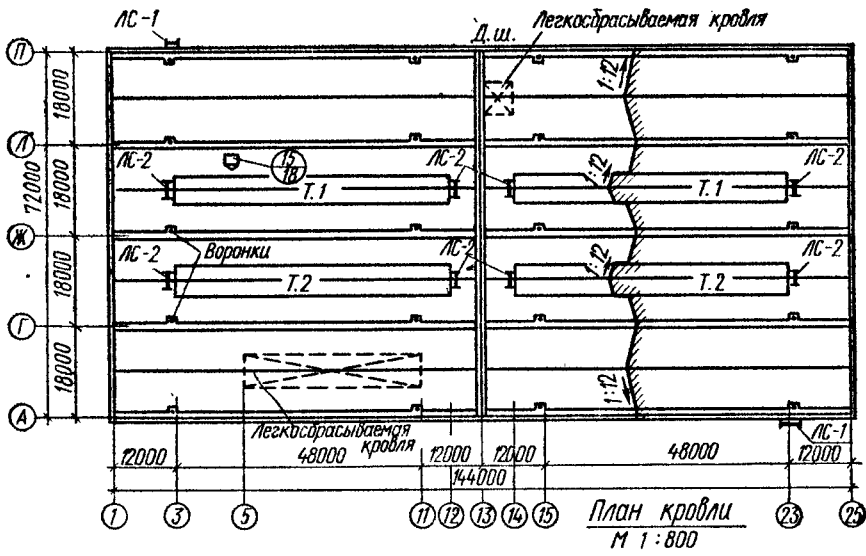 ЛС-1
Д.ш.
Легкосбрасываемая кровля
П
Л
Ж
Г
А
18000
18000
18000
18000
72000
1:12
15
18
ЛС-2
ЛС-2
ЛС-2
Т.1
1:12
Т.1
ЛС-2
Воронки
ЛС-2
ЛС-2
Т.2
1:12
Т.2
Легкосбрасываемая
кровля
1:12
ЛС-1
12000
48000
12000
12000
48000
12000
144000
1
3
5
11
12
13
14
15
23
25
План кровли
М 1:800